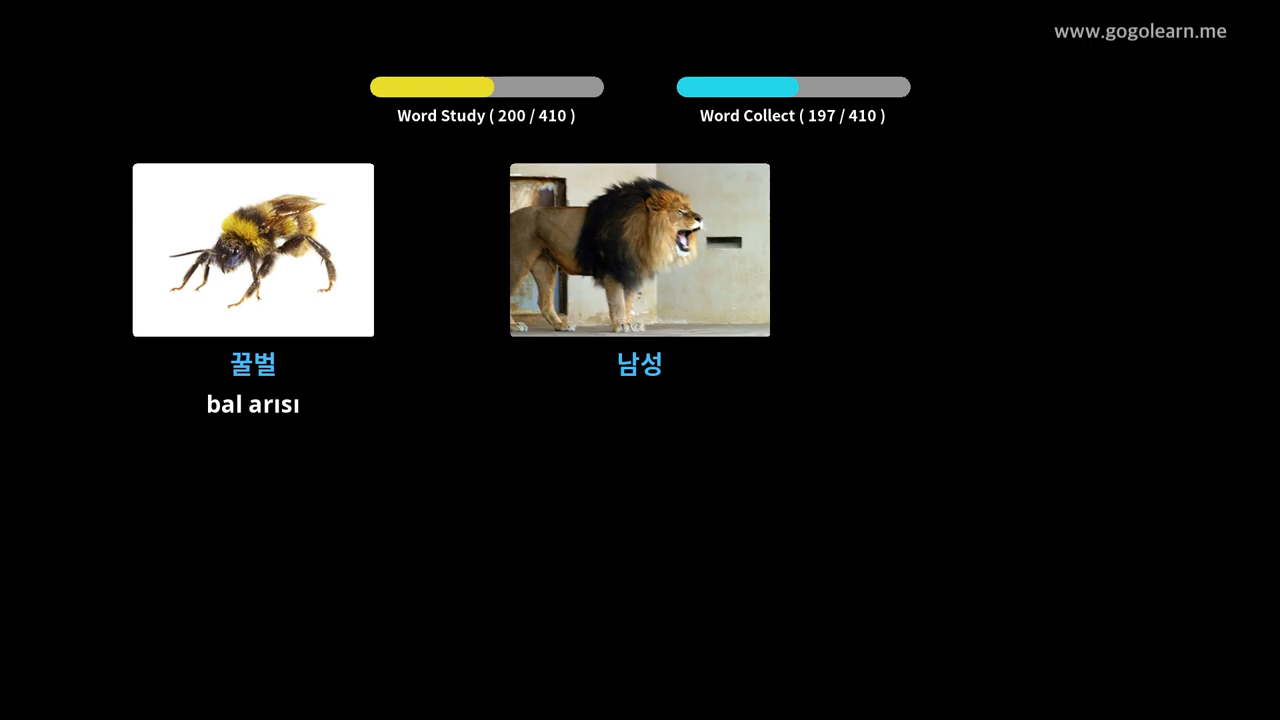 www.gogolearn.me
Word Study ( 200 / 410 )
Word Collect ( 197 / 410 )
꿀벌
bal arısı
남성